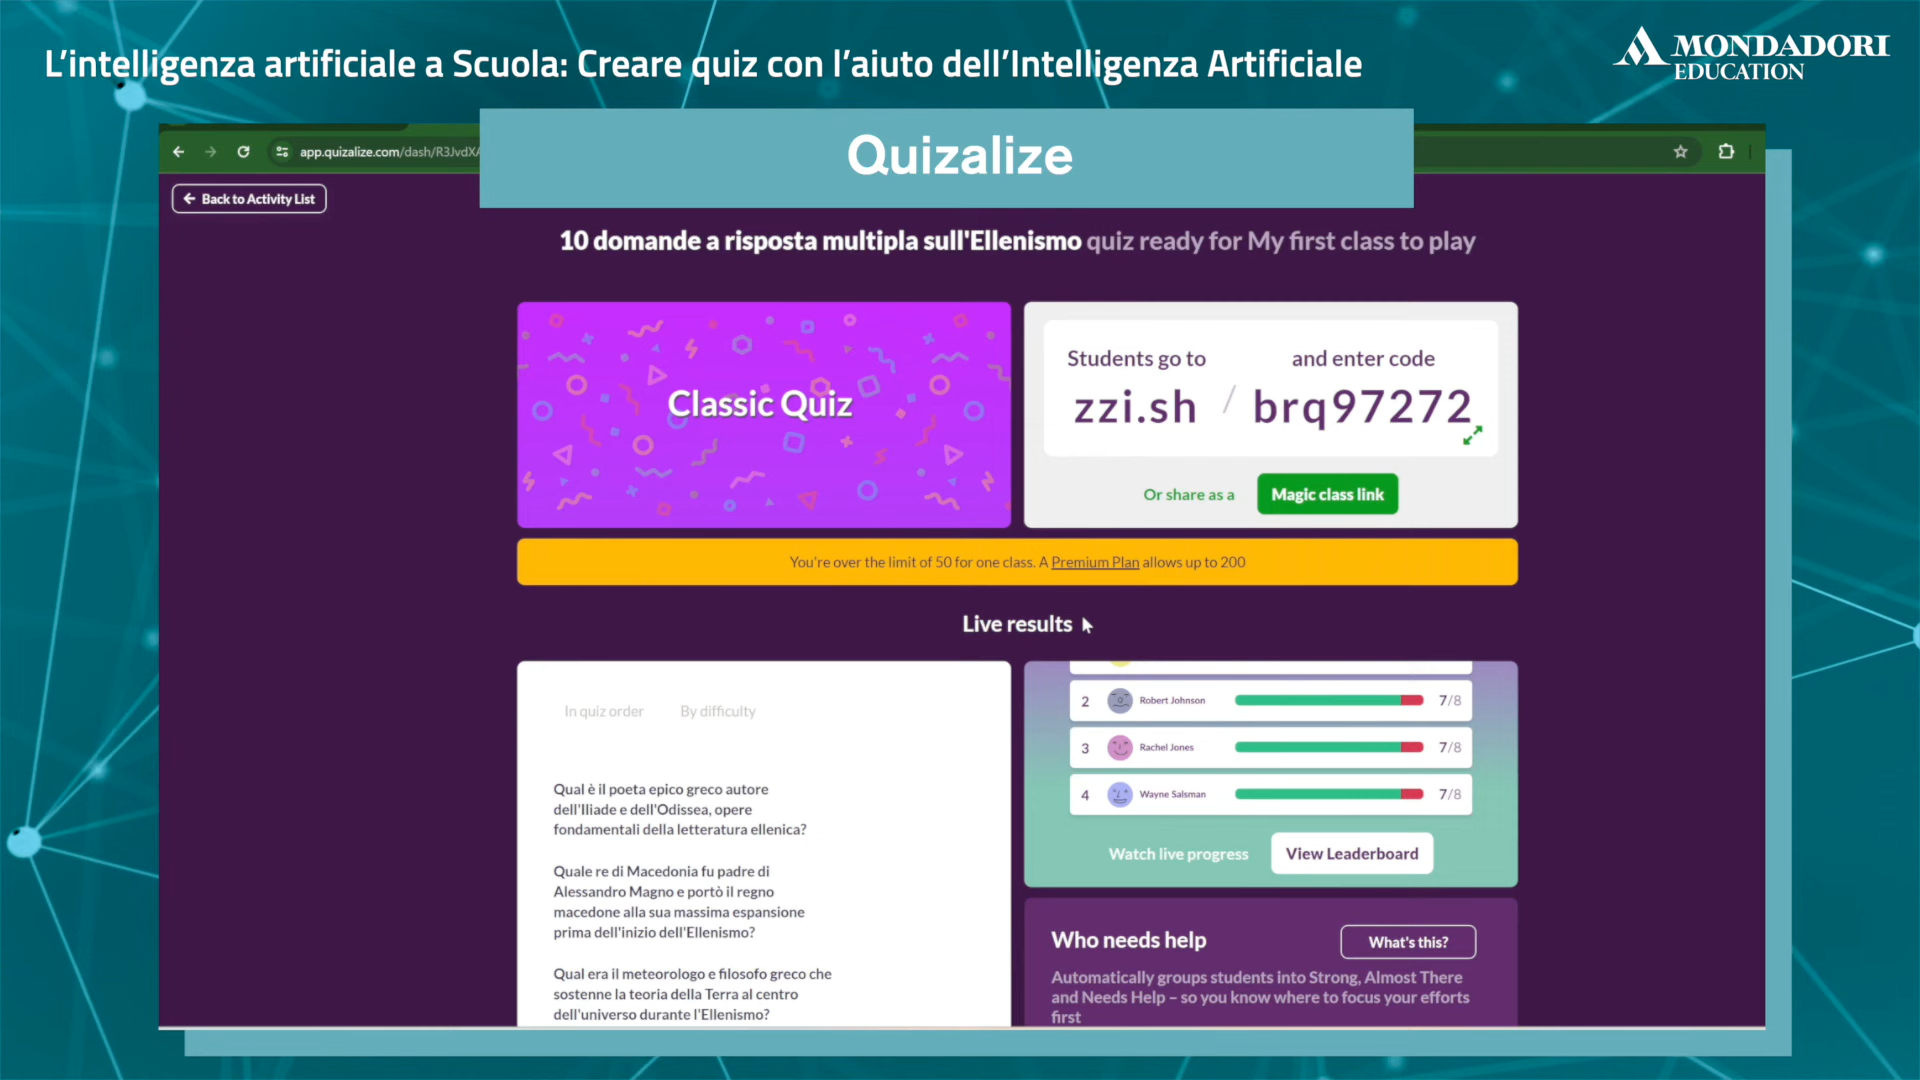 L'intelligenza artificiale a Scuola: Creare quiz con l'aiuto dell'Intelligenza Artificiale
MONDADORI
EDUCATION
Quizalize
app.quizalize.com/dash/R3JvdX
Back to Activity List
10 domande a risposta multipla sull'Ellenismo quiz ready for My first class to play
Classic Quiz
Students go to
zzi.sh
/
and enter code
brq97272
Or share as a
Magic class link
You're over the limit of 50 for one class. A Premium Plan allows up to 200
Live results
In quiz order
By difficulty
Qual è il poeta epico greco autore
dell'Iliade e dell'Odissea, opere
fondamentali della letteratura ellenica?
Quale re di Macedonia fu padre di
Alessandro Magno e portò il regno
macedone alla sua massima espansione
prima dell'inizio dell'Ellenismo?
Qual era il meteorologo e filosofo greco che
sostenne la teoria della Terra al centro
dell'universo durante l'Ellenismo?
2 Robert Johnson 7/8
3 Rachel Jones 7/8
4 Wayne Salsman 7/8
Watch live progress
View Leaderboard
Who needs help
What's this?
Automatically groups students into Strong, Almost There
and Needs Help – so you know where to focus your efforts
first